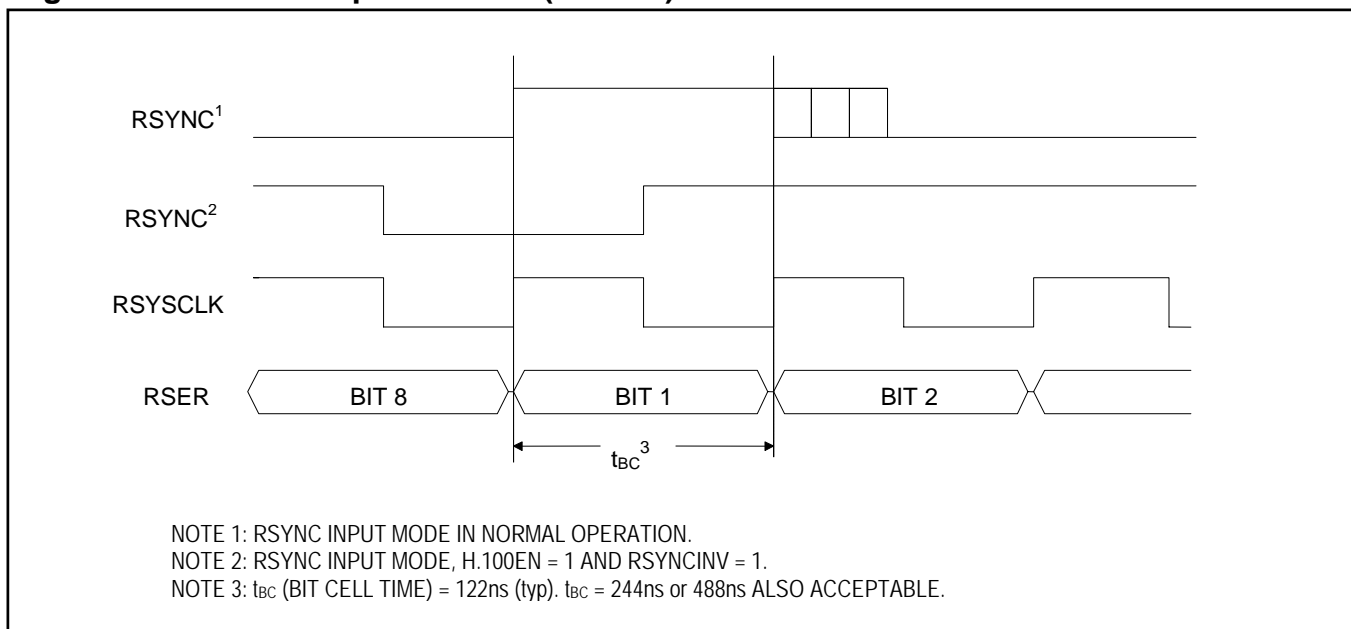 RSYNC1
RSYNC2
RSYSCLK
RSER
BIT 8
BIT 1
BIT 2
tBC3
NOTE 1: RSYNC INPUT MODE IN NORMAL OPERATION.
NOTE 2: RSYNC INPUT MODE, H.100EN = 1 AND RSYNCINV = 1.
NOTE 3: tBC (BIT CELL TIME) = 122ns (typ). tBC = 244ns or 488ns ALSO ACCEPTABLE.